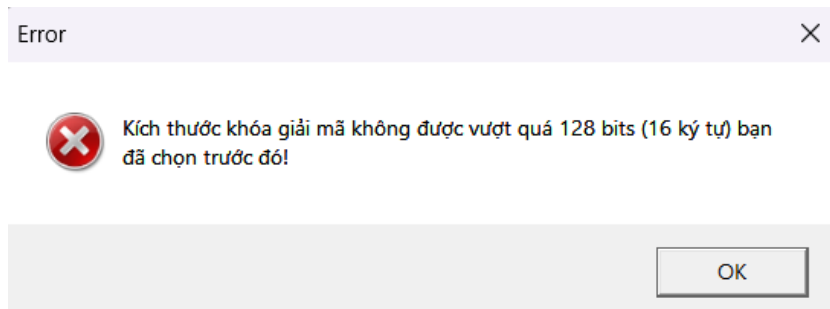 Error
Kích thước khóa giải mã không được vượt quá 128 bits (16 ký tự) bạn
đã chọn trước đó!
OK